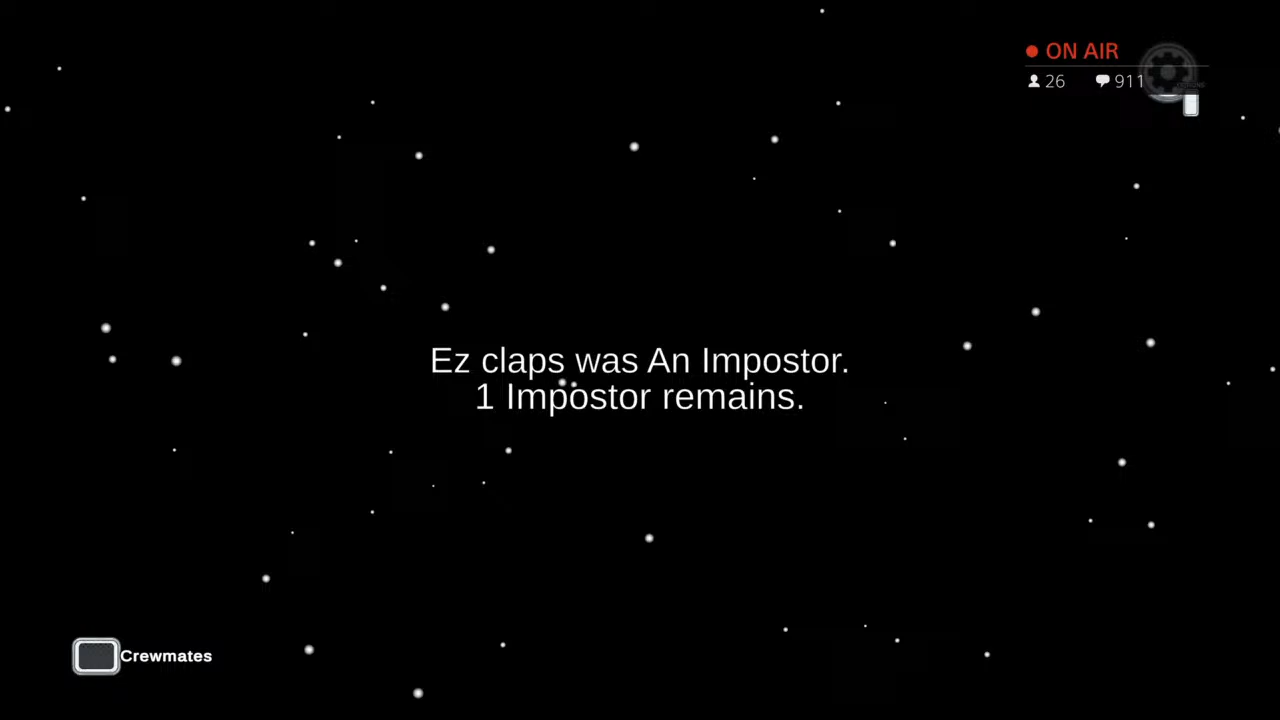 ON AIR
26 911
Ez claps was An Impostor.
1 Impostor remains.
Crewmates